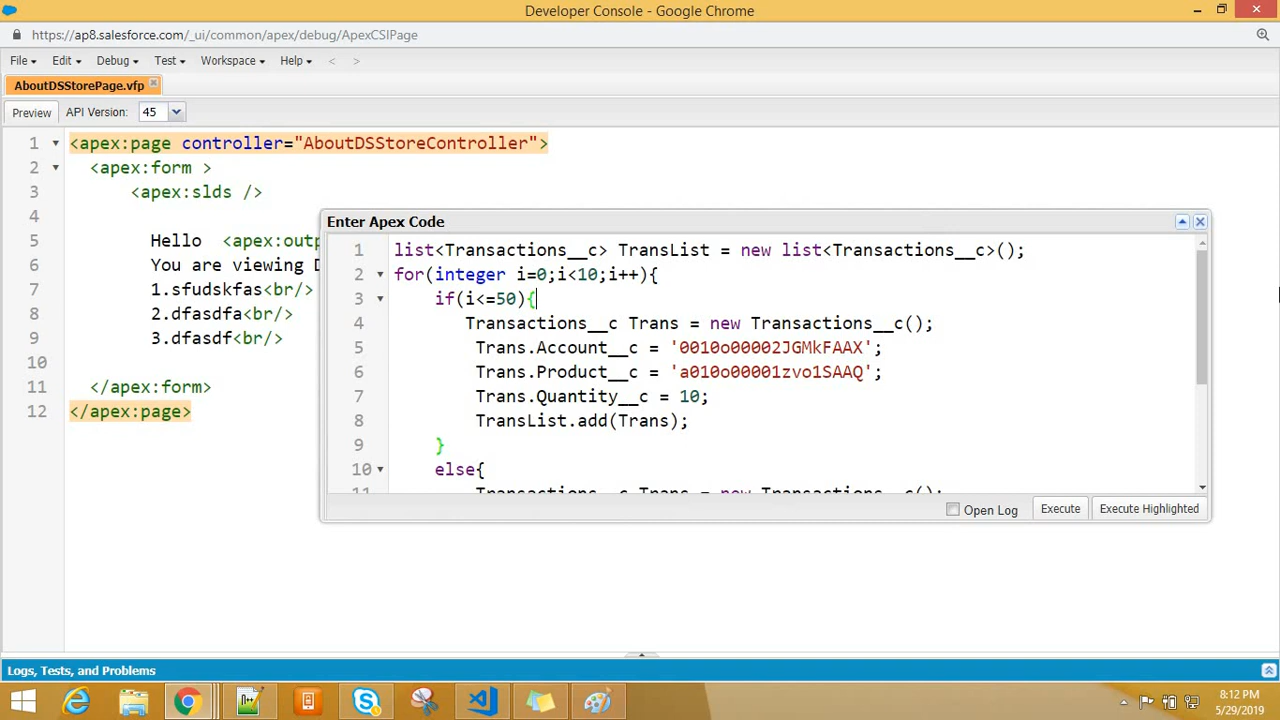 Developer Console - Google Chrome
https://ap8.salesforce.com/_ui/common/apex/debug/ApexCSIPage
File Edit Debug Test Workspace Help < >
AboutDSStorePage.vfp
Preview API Version: 45
1 <apex:page controller="AboutDSStoreController">
2 <apex:form >
3 <apex:slds />
4
5 Hello <apex:outp
6 You are viewing D
7 1.sfudskfas<br/>
8 2.dfasdfa<br/>
9 3.dfasdf<br/>
10
11 </apex:form>
12 </apex:page>
Enter Apex Code
1 list<Transactions__c> TransList = new list<Transactions__c>();
2 for(integer i=0;i<10;i++){
3 if(i<=50){
4 Transactions__c Trans = new Transactions__c();
5 Trans.Account__c = '0010o00002JGMkFAAX';
6 Trans.Product__c = 'a010o00001zvo1SAAQ';
7 Trans.Quantity__c = 10;
8 TransList.add(Trans);
9 }
10 else{
11 Transactions__c Trans = new Transactions__c();
Open Log Execute Execute Highlighted
Logs, Tests, and Problems
8:12 PM
5/29/2019